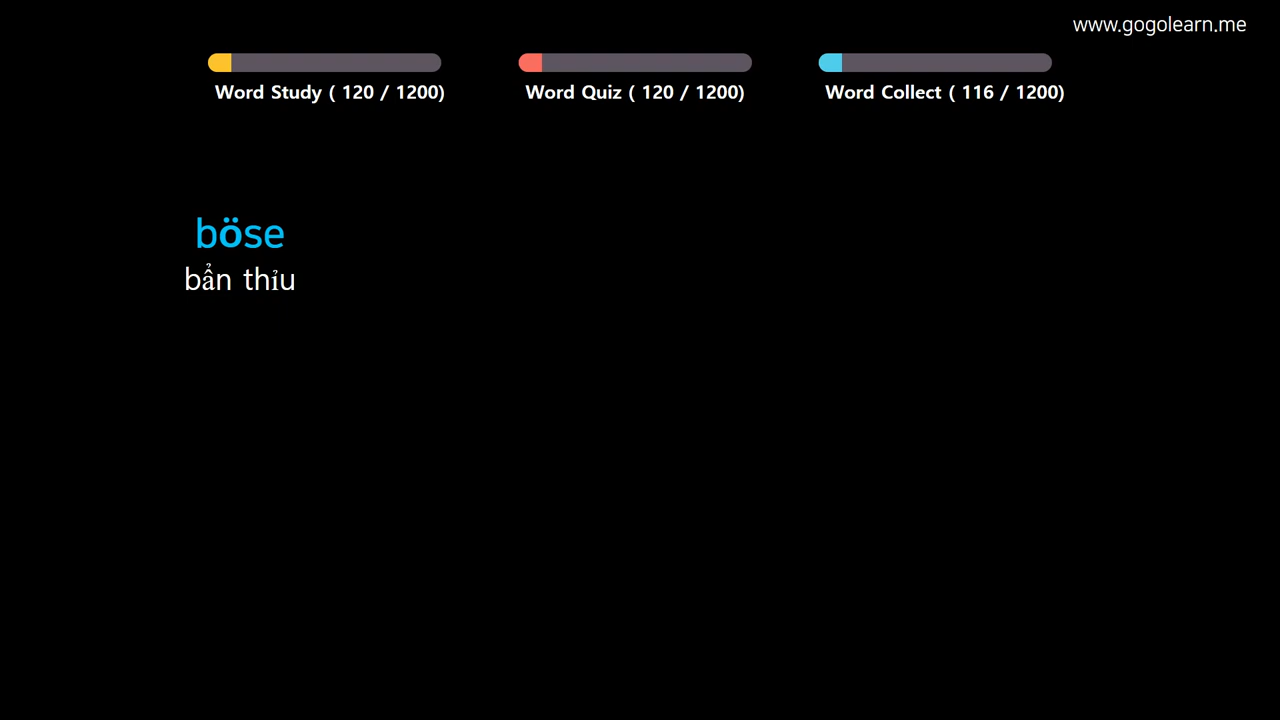 www.gogolearn.me
Word Study ( 120 / 1200)
Word Quiz ( 120 / 1200)
Word Collect ( 116 / 1200)
böse
bẩn thỉu